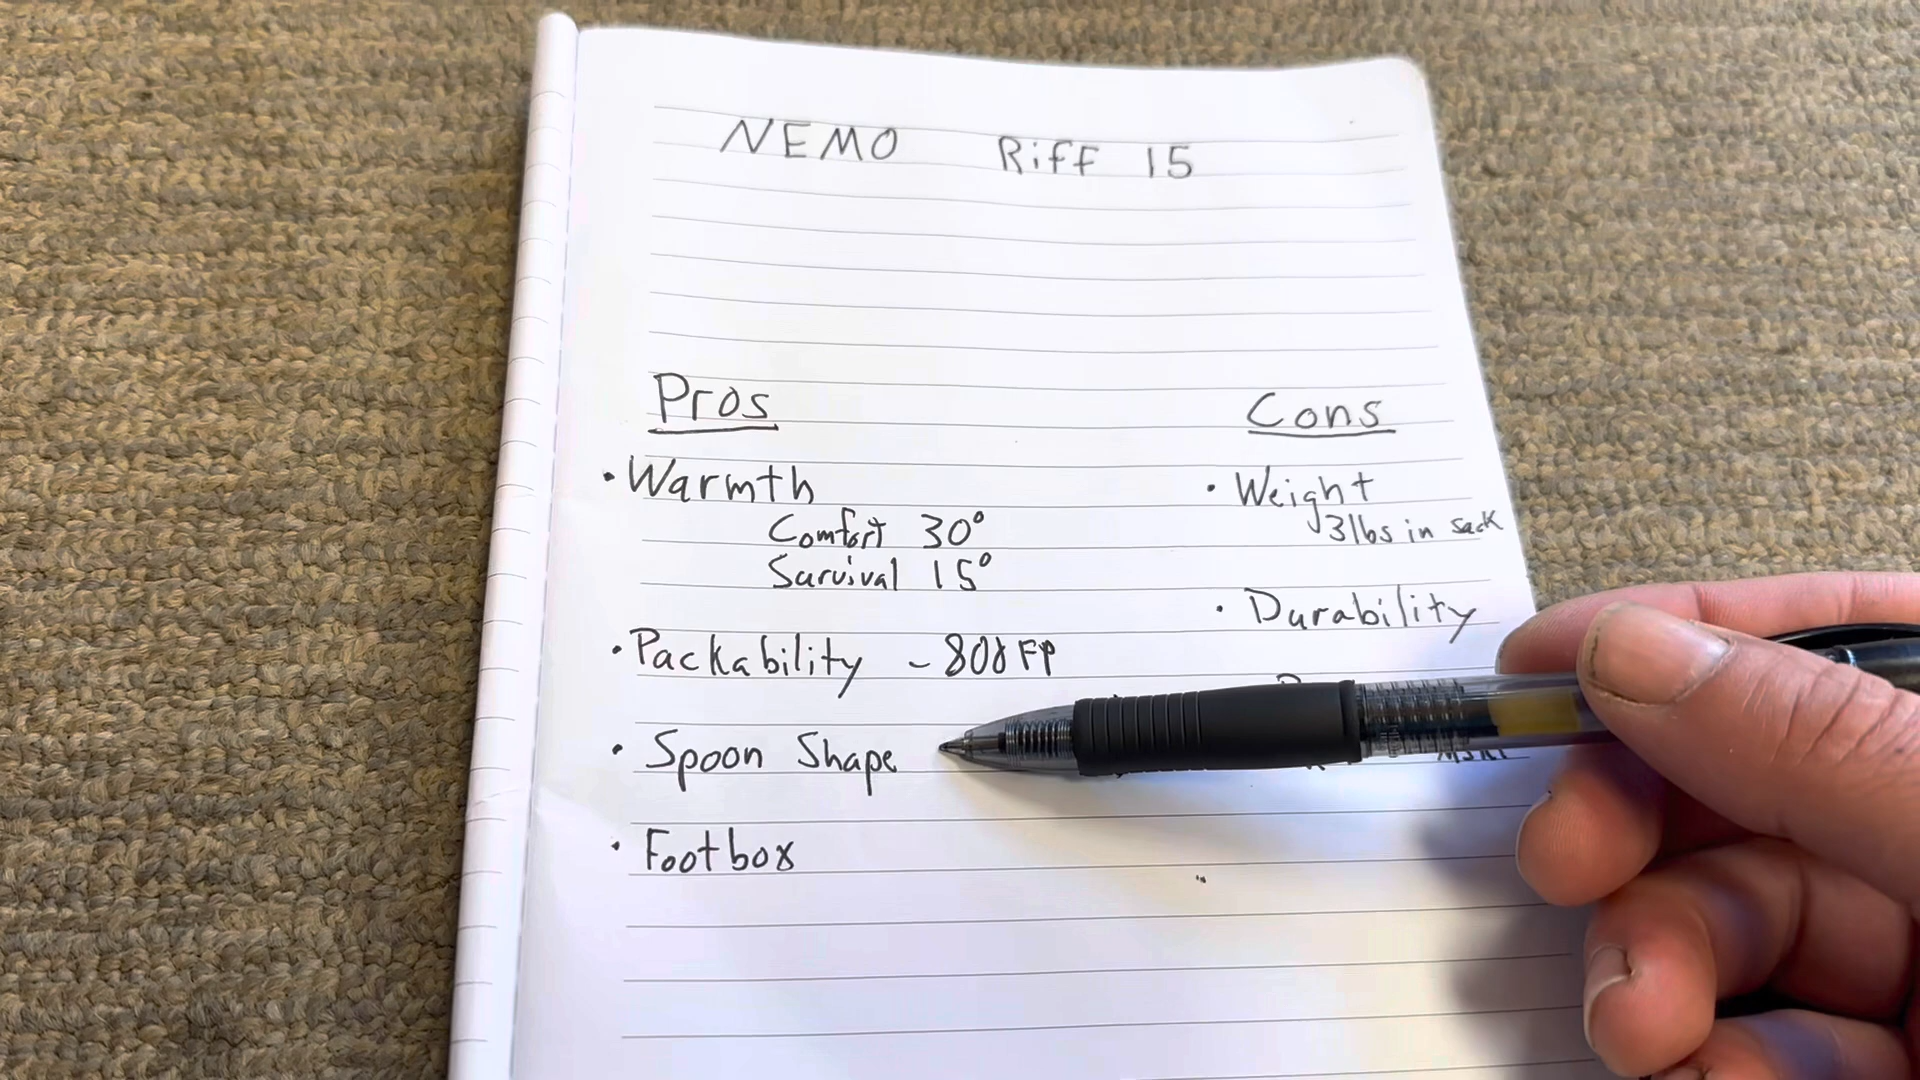 NEMO Riff 15
Pros
Cons
• Warmth
Comfort 30°
Survival 15°
• Weight
3lbs in sack
• Durability
• Packability - 800 FP
• Spoon Shape
• Footbox